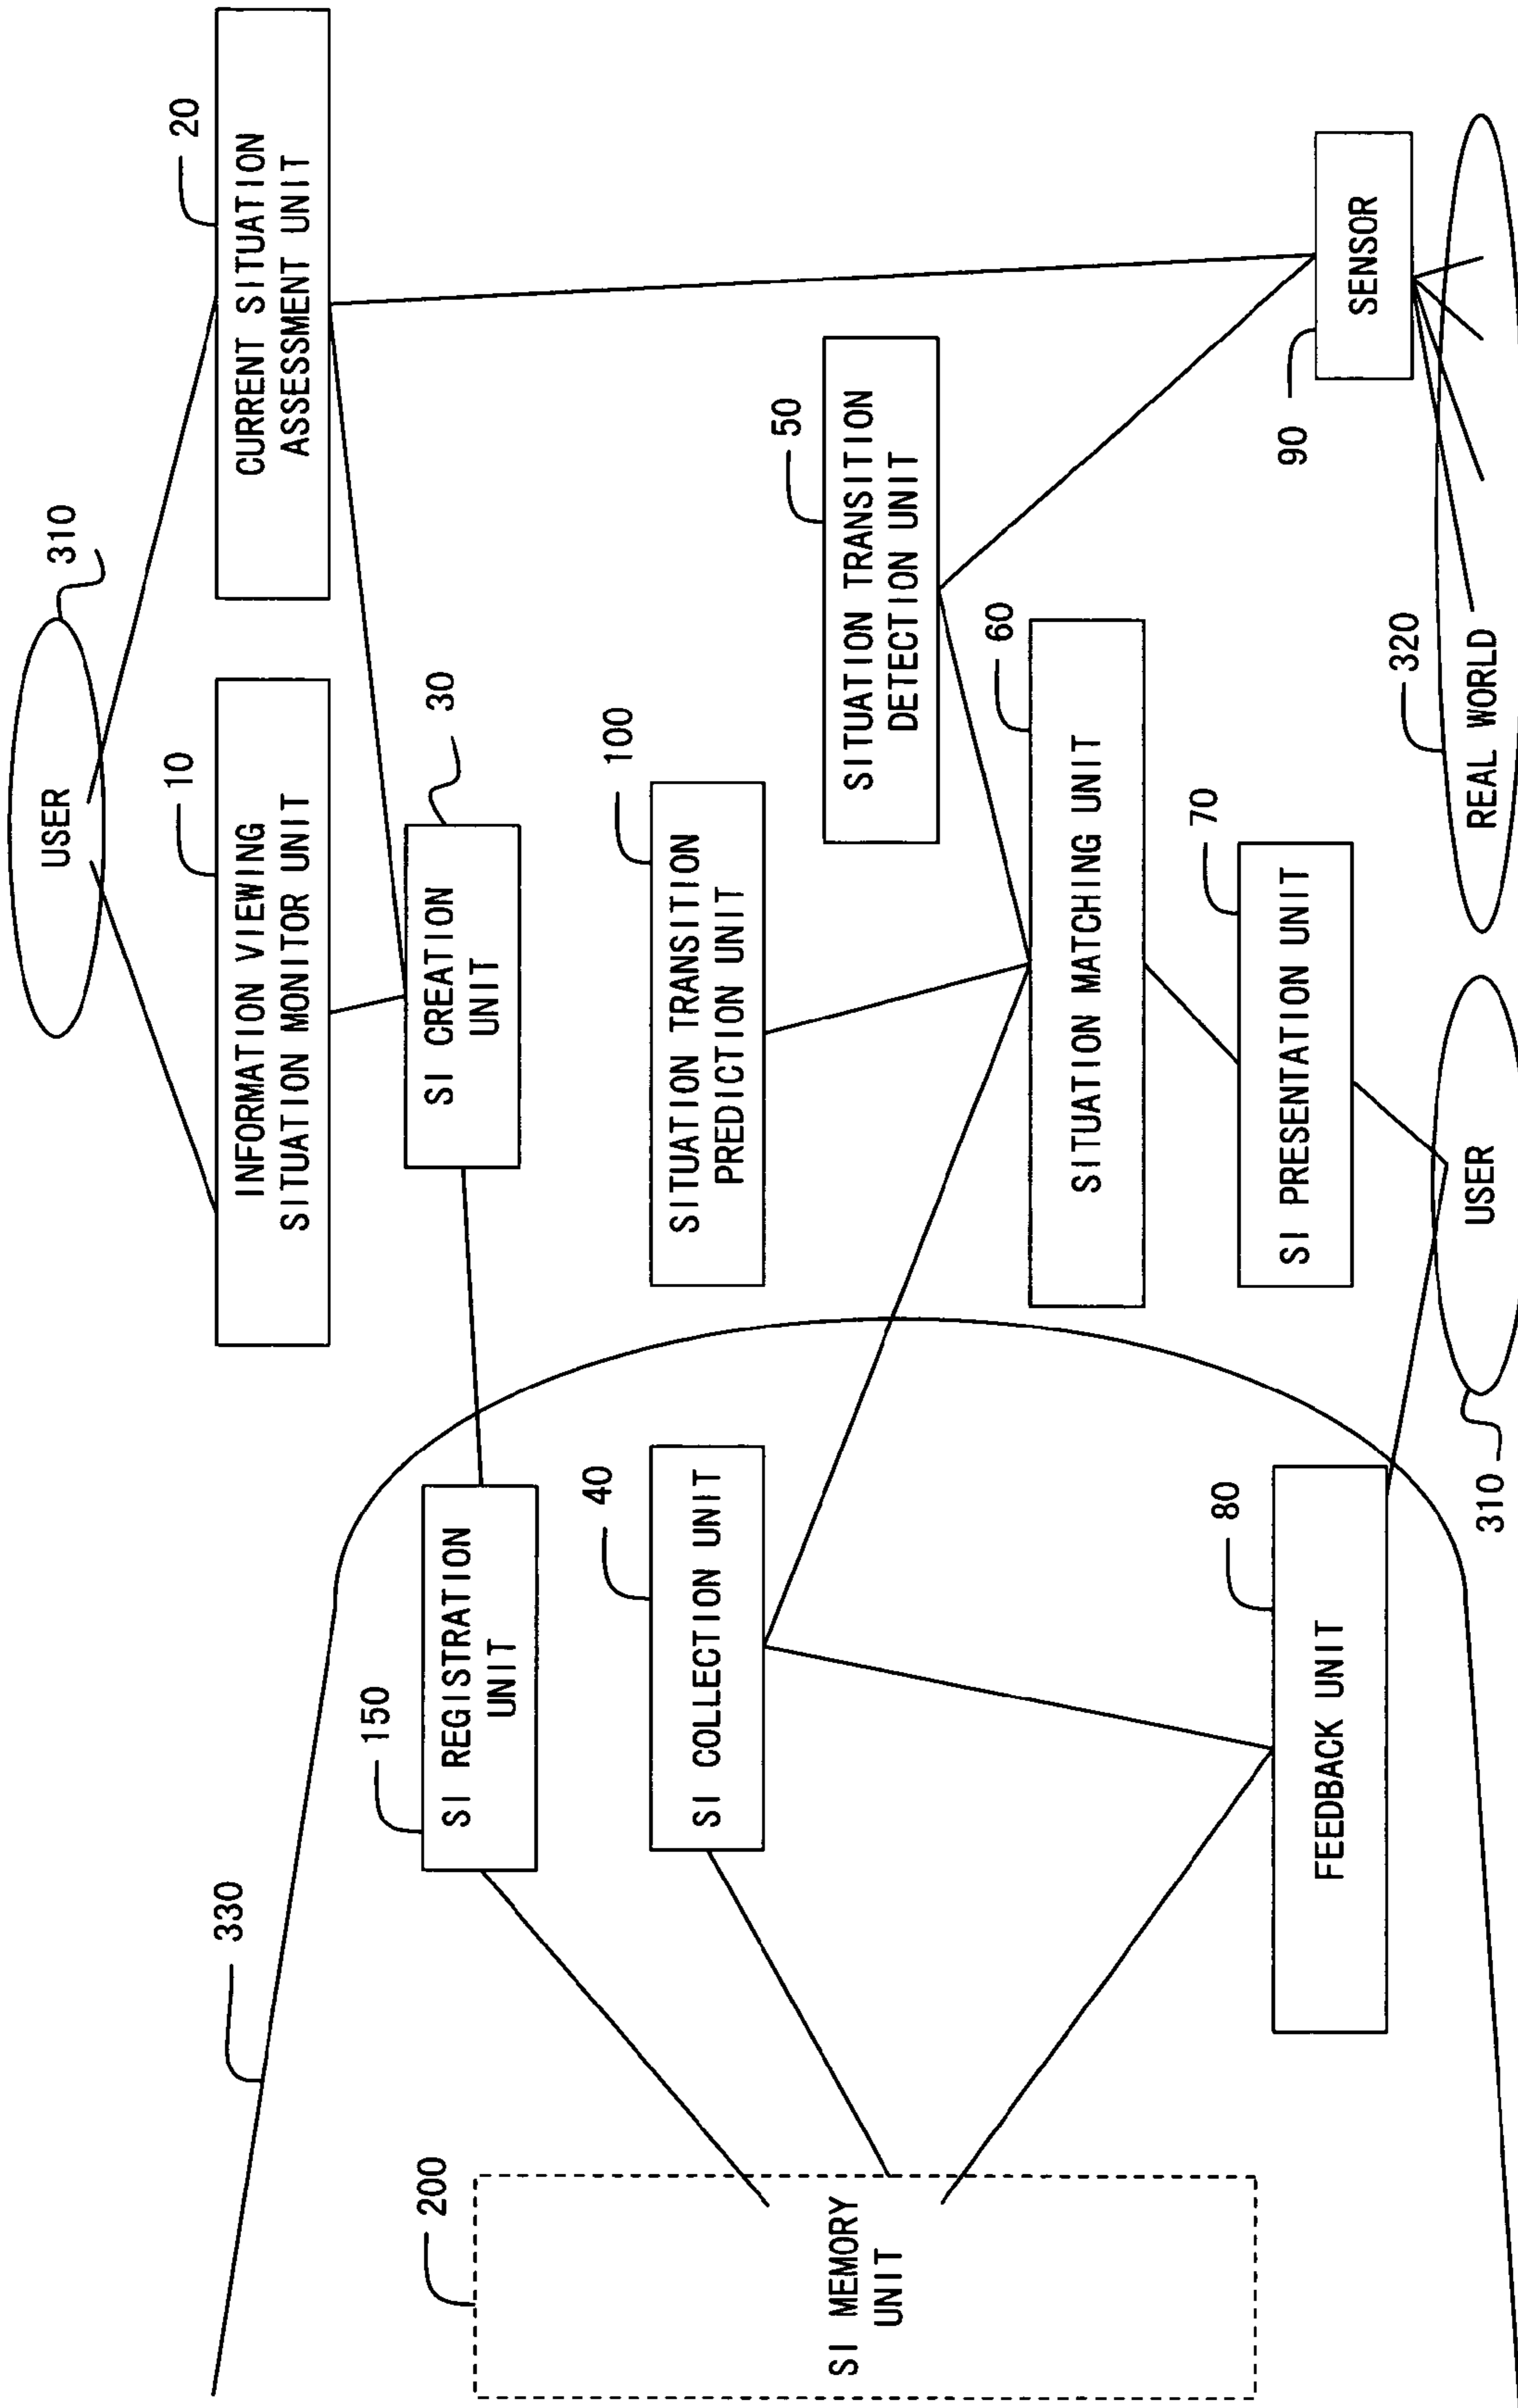 USER
310
INFORMATION VIEWING
SITUATION MONITOR UNIT
10
CURRENT SITUATION
ASSESSMENT UNIT
20
SI CREATION
UNIT
30
330
SI REGISTRATION
UNIT
150
SI COLLECTION UNIT
40
SITUATION TRANSITION
PREDICTION UNIT
100
SITUATION TRANSITION
DETECTION UNIT
50
200
SI MEMORY
UNIT
SITUATION MATCHING UNIT
60
SI PRESENTATION UNIT
70
FEEDBACK UNIT
80
SENSOR
90
USER
310
REAL WORLD
320